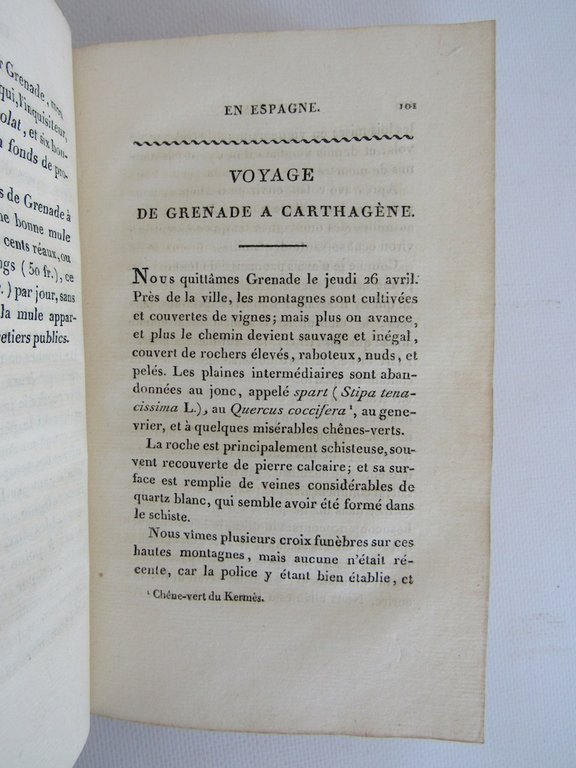 r Grenade, mo
qui, l'inquisiteur,
olat, et six bon-
fonds de pro-
s de Grenade à
ne bonne mule
cents réaux, ou
ngs (50 fr.), ce
.) par jour, sans
la mule appar-
etiers publics.
EN ESPAGNE. 101
VOYAGE
DE GRENADE A CARTHAGÈNE.
Nous quittâmes Grenade le jeudi 26 avril.
Près de la ville, les montagnes sont cultivées
et couvertes de vignes; mais plus on avance,
et plus le chemin devient sauvage et inégal,
couvert de rochers élevés, raboteux, nuds, et
pelés. Les plaines intermédiaires sont aban-
données au jonc, appelé spart (Stipa tena-
cissima L.), au Quercus coccifera ¹, au gene-
vrier, et à quelques misérables chênes-verts.
La roche est principalement schisteuse, sou-
vent recouverte de pierre calcaire; et sa sur-
face est remplie de veines considérables de
quartz blanc, qui semble avoir été formé dans
le schiste.
Nous vîmes plusieurs croix funèbres sur ces
hautes montagnes, mais aucune n'était ré-
cente, car la police y étant bien établie, et
¹ Chêne-vert du Kermès.